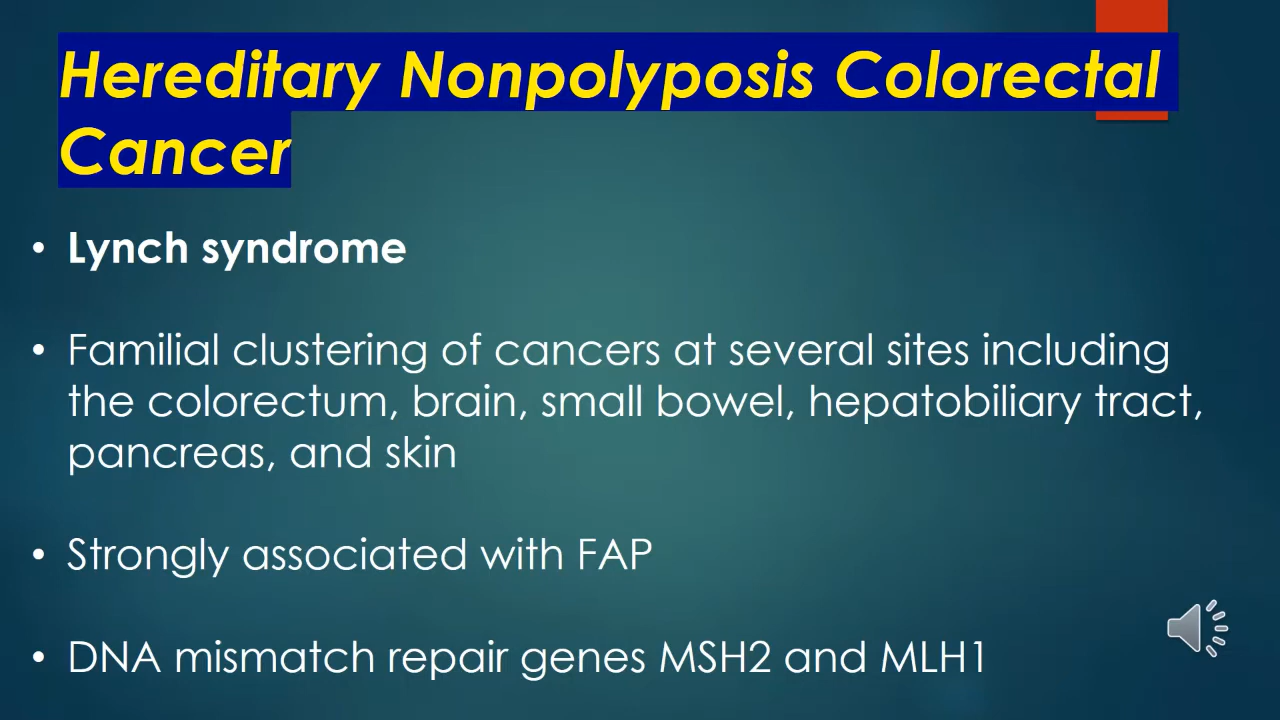 Hereditary Nonpolyposis Colorectal
Cancer
• Lynch syndrome
• Familial clustering of cancers at several sites including
the colorectum, brain, small bowel, hepatobiliary tract,
pancreas, and skin
• Strongly associated with FAP
• DNA mismatch repair genes MSH2 and MLH1